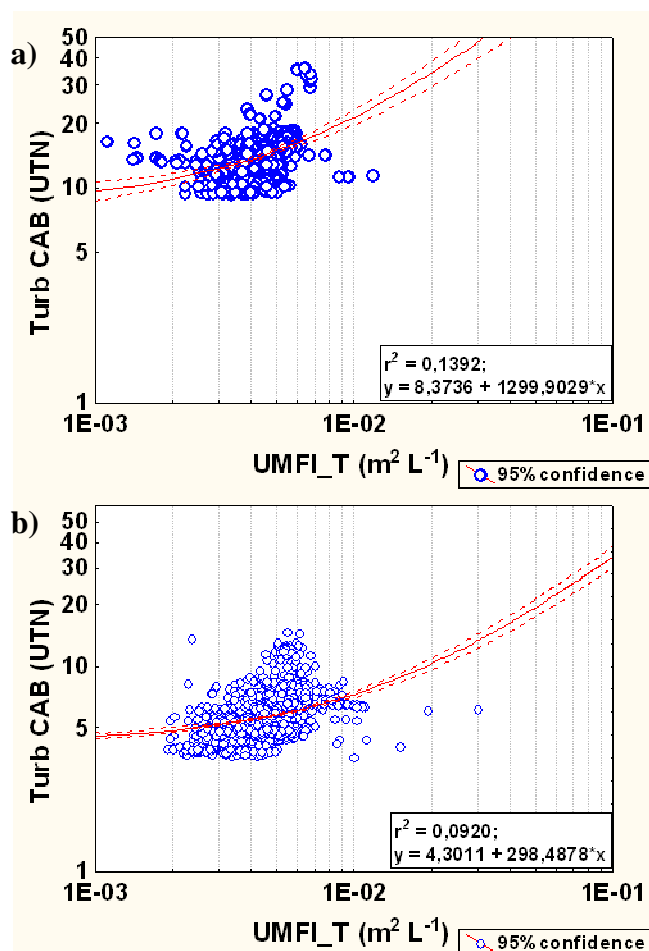 a)
50
40
30
20
10
5
1
Turb CAB (UTN)
r² = 0,1392;
y = 8,3736 + 1299,9029*x
1E-03 1E-02 1E-01
UMFI_T (m² L⁻¹)
95% confidence
b)
50
40
30
20
10
5
1
Turb CAB (UTN)
r² = 0,0920;
y = 4,3011 + 298,4878*x
1E-03 1E-02 1E-01
UMFI_T (m² L⁻¹)
95% confidence